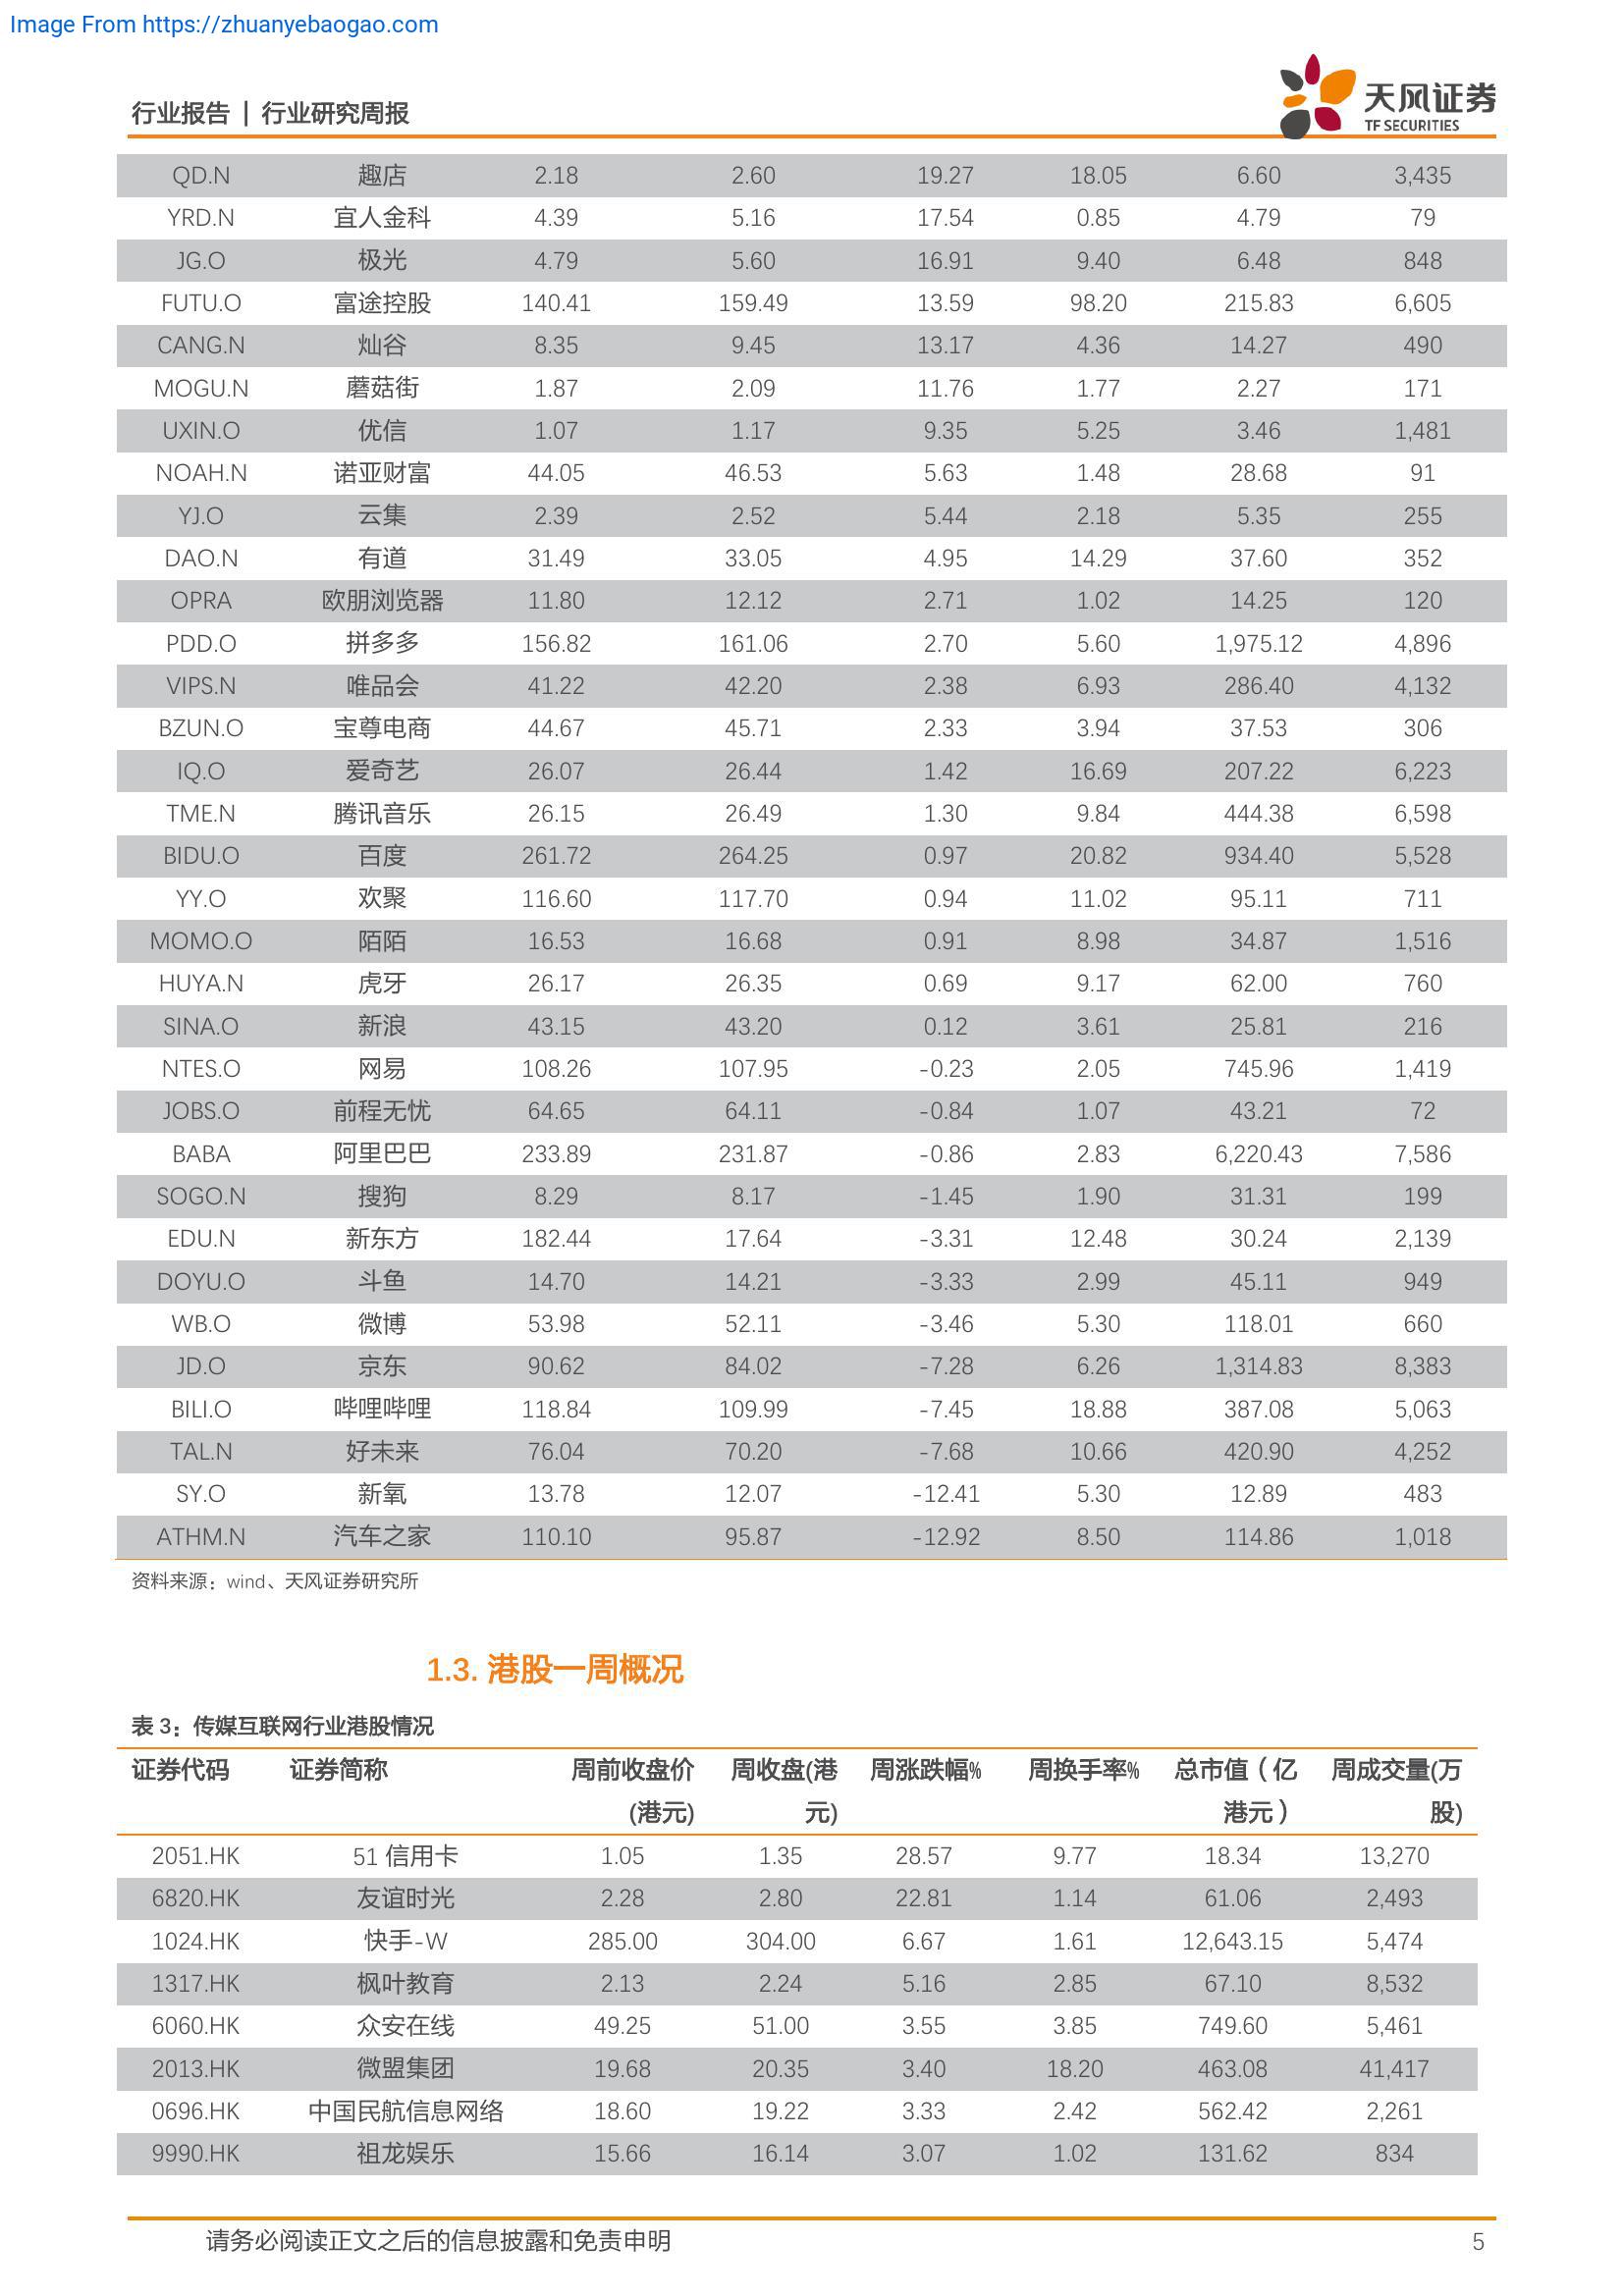 Image From https://zhuanyebaogao.com
行业报告 | 行业研究周报
天风证券
TF SECURITIES
QD.N 趣店 2.18 2.60 19.27 18.05 6.60 3,435
YRD.N 宜人金科 4.39 5.16 17.54 0.85 4.79 79
JG.O 极光 4.79 5.60 16.91 9.40 6.48 848
FUTU.O 富途控股 140.41 159.49 13.59 98.20 215.83 6,605
CANG.N 灿谷 8.35 9.45 13.17 4.36 14.27 490
MOGU.N 蘑菇街 1.87 2.09 11.76 1.77 2.27 171
UXIN.O 优信 1.07 1.17 9.35 5.25 3.46 1,481
NOAH.N 诺亚财富 44.05 46.53 5.63 1.48 28.68 91
YJ.O 云集 2.39 2.52 5.44 2.18 5.35 255
DAO.N 有道 31.49 33.05 4.95 14.29 37.60 352
OPRA 欧朋浏览器 11.80 12.12 2.71 1.02 14.25 120
PDD.O 拼多多 156.82 161.06 2.70 5.60 1,975.12 4,896
VIPS.N 唯品会 41.22 42.20 2.38 6.93 286.40 4,132
BZUN.O 宝尊电商 44.67 45.71 2.33 3.94 37.53 306
IQ.O 爱奇艺 26.07 26.44 1.42 16.69 207.22 6,223
TME.N 腾讯音乐 26.15 26.49 1.30 9.84 444.38 6,598
BIDU.O 百度 261.72 264.25 0.97 20.82 934.40 5,528
YY.O 欢聚 116.60 117.70 0.94 11.02 95.11 711
MOMO.O 陌陌 16.53 16.68 0.91 8.98 34.87 1,516
HUYA.N 虎牙 26.17 26.35 0.69 9.17 62.00 760
SINA.O 新浪 43.15 43.20 0.12 3.61 25.81 216
NTES.O 网易 108.26 107.95 -0.23 2.05 745.96 1,419
JOBS.O 前程无忧 64.65 64.11 -0.84 1.07 43.21 72
BABA 阿里巴巴 233.89 231.87 -0.86 2.83 6,220.43 7,586
SOGO.N 搜狗 8.29 8.17 -1.45 1.90 31.31 199
EDU.N 新东方 182.44 17.64 -3.31 12.48 30.24 2,139
DOYU.O 斗鱼 14.70 14.21 -3.33 2.99 45.11 949
WB.O 微博 53.98 52.11 -3.46 5.30 118.01 660
JD.O 京东 90.62 84.02 -7.28 6.26 1,314.83 8,383
BILI.O 哔哩哔哩 118.84 109.99 -7.45 18.88 387.08 5,063
TAL.N 好未来 76.04 70.20 -7.68 10.66 420.90 4,252
SY.O 新氧 13.78 12.07 -12.41 5.30 12.89 483
ATHM.N 汽车之家 110.10 95.87 -12.92 8.50 114.86 1,018
资料来源：wind、天风证券研究所
1.3. 港股一周概况
表 3：传媒互联网行业港股情况
证券代码 证券简称 周前收盘价 周收盘(港 周涨跌幅% 周换手率% 总市值（亿 周成交量(万
(港元) 元) 港元） 股)
2051.HK 51 信用卡 1.05 1.35 28.57 9.77 18.34 13,270
6820.HK 友谊时光 2.28 2.80 22.81 1.14 61.06 2,493
1024.HK 快手-W 285.00 304.00 6.67 1.61 12,643.15 5,474
1317.HK 枫叶教育 2.13 2.24 5.16 2.85 67.10 8,532
6060.HK 众安在线 49.25 51.00 3.55 3.85 749.60 5,461
2013.HK 微盟集团 19.68 20.35 3.40 18.20 463.08 41,417
0696.HK 中国民航信息网络 18.60 19.22 3.33 2.42 562.42 2,261
9990.HK 祖龙娱乐 15.66 16.14 3.07 1.02 131.62 834
请务必阅读正文之后的信息披露和免责申明 5